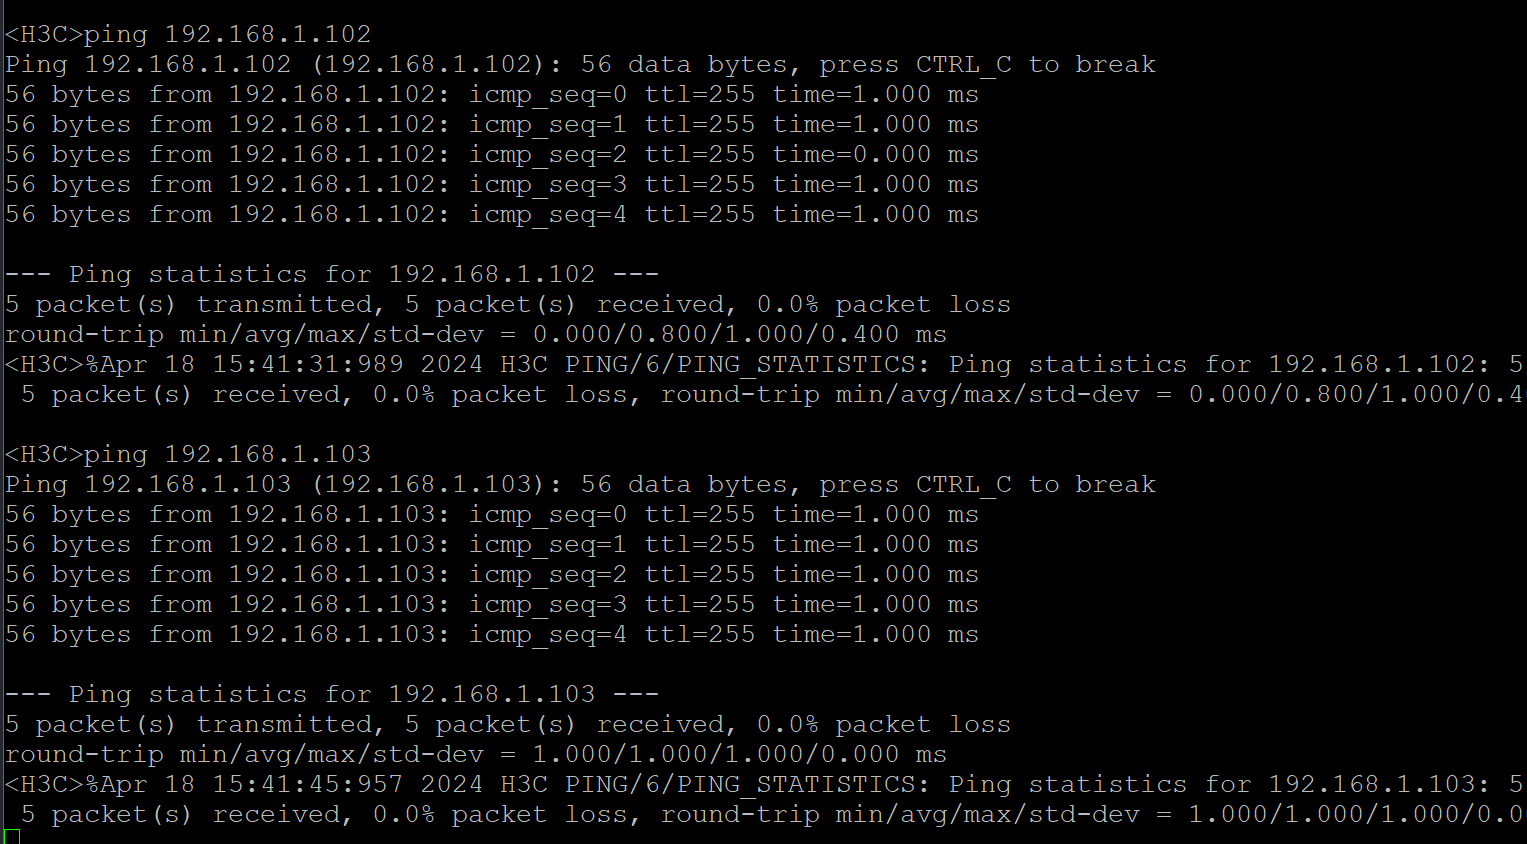 <H3C>ping 192.168.1.102
Ping 192.168.1.102 (192.168.1.102): 56 data bytes, press CTRL_C to break
56 bytes from 192.168.1.102: icmp_seq=0 ttl=255 time=1.000 ms
56 bytes from 192.168.1.102: icmp_seq=1 ttl=255 time=1.000 ms
56 bytes from 192.168.1.102: icmp_seq=2 ttl=255 time=0.000 ms
56 bytes from 192.168.1.102: icmp_seq=3 ttl=255 time=1.000 ms
56 bytes from 192.168.1.102: icmp_seq=4 ttl=255 time=1.000 ms
--- Ping statistics for 192.168.1.102 ---
5 packet(s) transmitted, 5 packet(s) received, 0.0% packet loss
round-trip min/avg/max/std-dev = 0.000/0.800/1.000/0.400 ms
<H3C>%Apr 18 15:41:31:989 2024 H3C PING/6/PING_STATISTICS: Ping statistics for 192.168.1.102: 5
5 packet(s) received, 0.0% packet loss, round-trip min/avg/max/std-dev = 0.000/0.800/1.000/0.4
<H3C>ping 192.168.1.103
Ping 192.168.1.103 (192.168.1.103): 56 data bytes, press CTRL_C to break
56 bytes from 192.168.1.103: icmp_seq=0 ttl=255 time=1.000 ms
56 bytes from 192.168.1.103: icmp_seq=1 ttl=255 time=1.000 ms
56 bytes from 192.168.1.103: icmp_seq=2 ttl=255 time=1.000 ms
56 bytes from 192.168.1.103: icmp_seq=3 ttl=255 time=1.000 ms
56 bytes from 192.168.1.103: icmp_seq=4 ttl=255 time=1.000 ms
--- Ping statistics for 192.168.1.103 ---
5 packet(s) transmitted, 5 packet(s) received, 0.0% packet loss
round-trip min/avg/max/std-dev = 1.000/1.000/1.000/0.000 ms
<H3C>%Apr 18 15:41:45:957 2024 H3C PING/6/PING_STATISTICS: Ping statistics for 192.168.1.103: 5
5 packet(s) received, 0.0% packet loss, round-trip min/avg/max/std-dev = 1.000/1.000/1.000/0.0